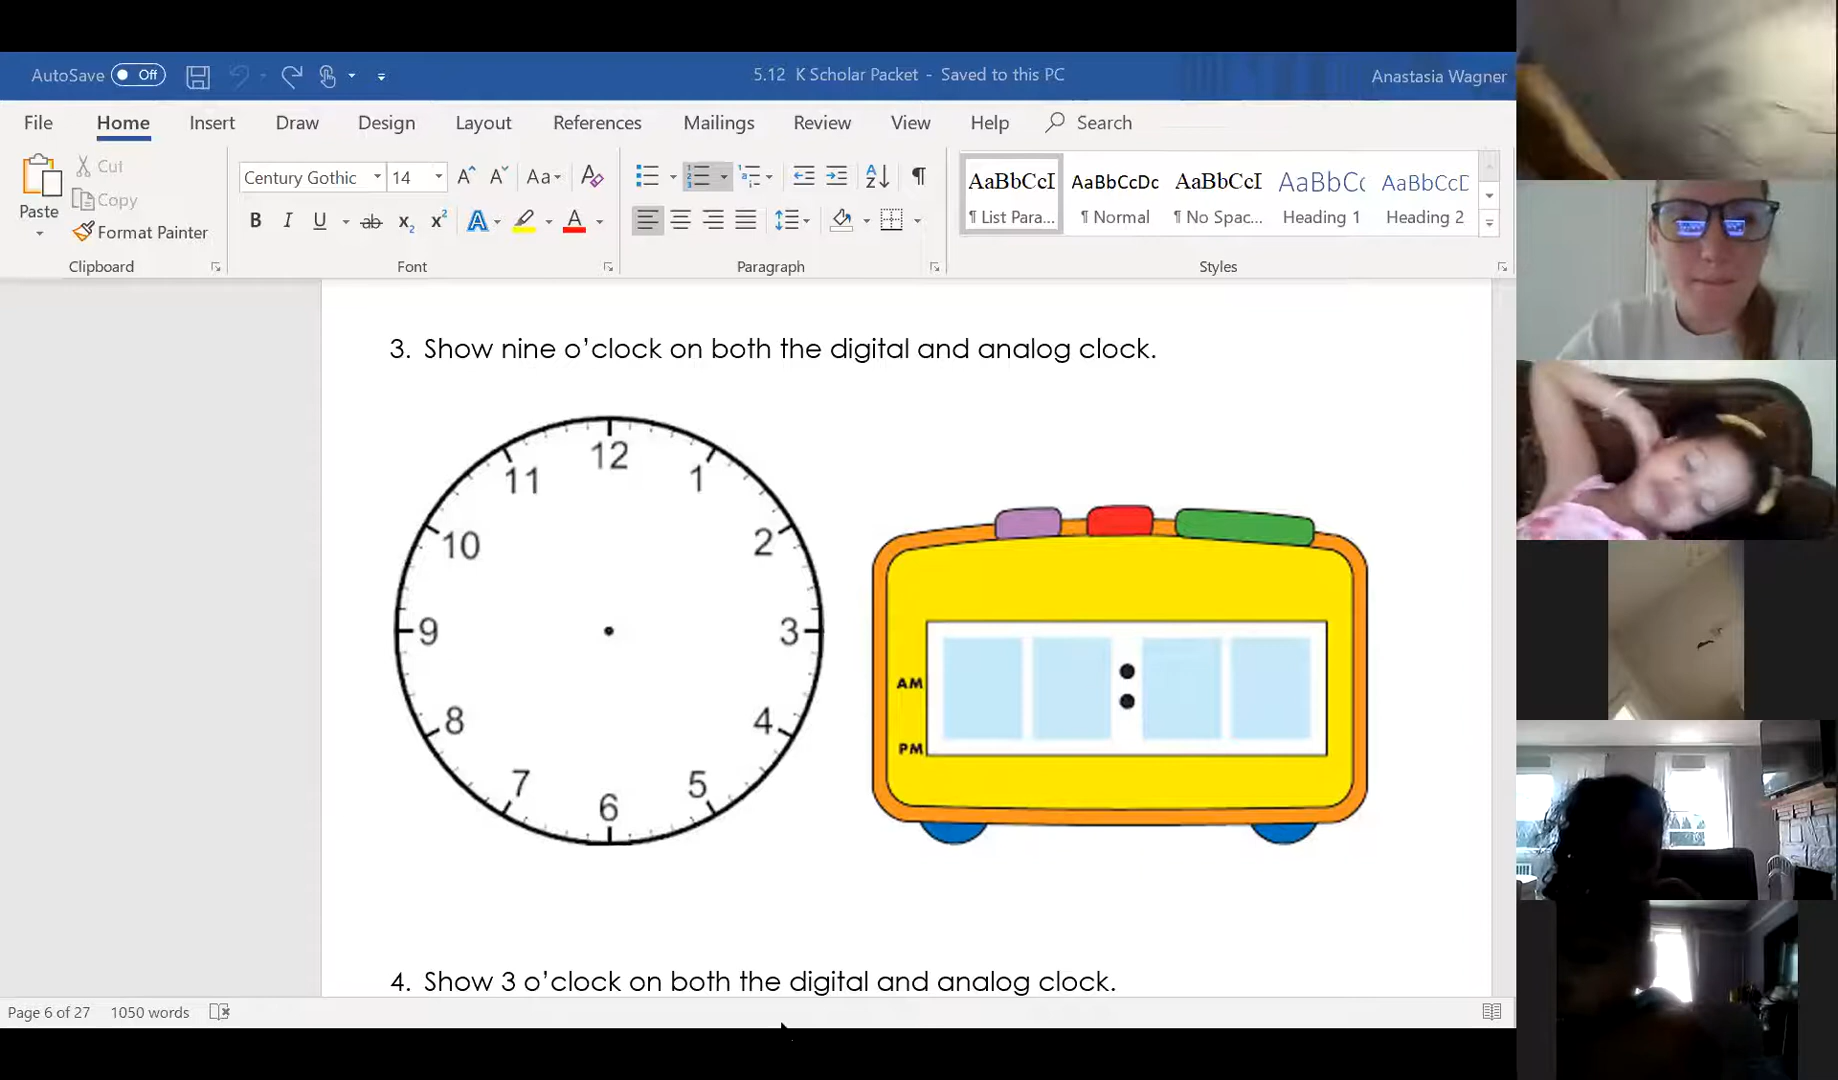 AutoSave Off
5.12 K Scholar Packet - Saved to this PC
Anastasia Wagner
File Home Insert Draw Design Layout References Mailings Review View Help Search
Paste
Cut
Copy
Format Painter
Clipboard
Century Gothic 14
Aa
B I U ab x₂ x² A A
Font
Paragraph
AaBbCcI AaBbCcDc AaBbCcI AaBbCc AaBbCcD
¶ List Para... ¶ Normal ¶ No Spac... Heading 1 Heading 2
Styles
3. Show nine o’clock on both the digital and analog clock.
12
11 1
10 2
9 3
8 4
7 5
6
AM :
PM
4. Show 3 o’clock on both the digital and analog clock.
Page 6 of 27 1050 words